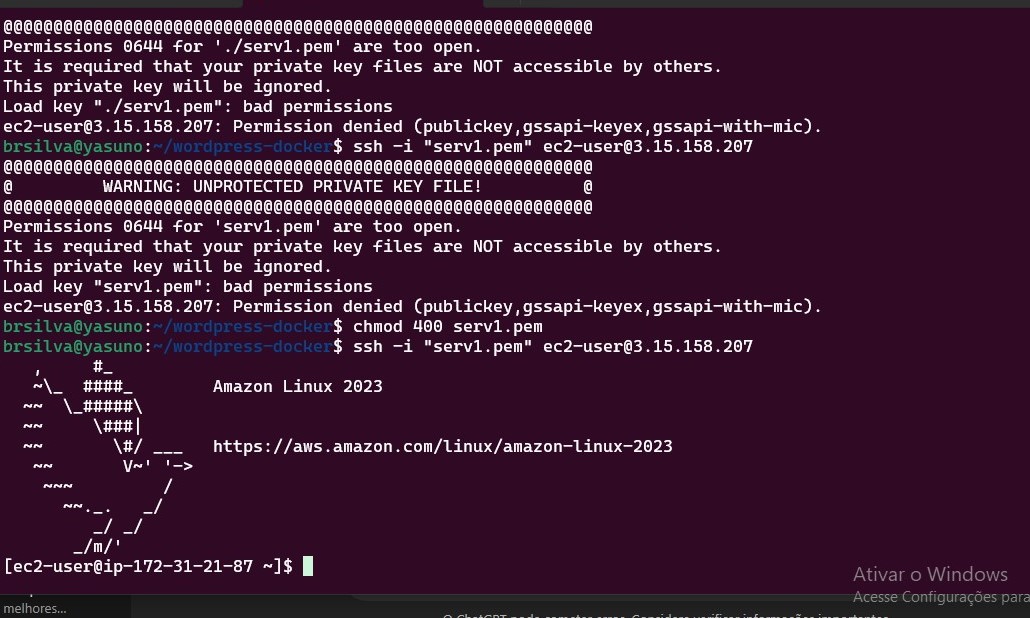 @@@@@@@@@@@@@@@@@@@@@@@@@@@@@@@@@@@@@@@@@@@@@@@@@@@@@@@@@@@
Permissions 0644 for './serv1.pem' are too open.
It is required that your private key files are NOT accessible by others.
This private key will be ignored.
Load key "./serv1.pem": bad permissions
ec2-user@3.15.158.207: Permission denied (publickey,gssapi-keyex,gssapi-with-mic).
brsilva@yasuno:~/wordpress-docker$ ssh -i "serv1.pem" ec2-user@3.15.158.207
@@@@@@@@@@@@@@@@@@@@@@@@@@@@@@@@@@@@@@@@@@@@@@@@@@@@@@@@@@@
@         WARNING: UNPROTECTED PRIVATE KEY FILE!          @
@@@@@@@@@@@@@@@@@@@@@@@@@@@@@@@@@@@@@@@@@@@@@@@@@@@@@@@@@@@
Permissions 0644 for 'serv1.pem' are too open.
It is required that your private key files are NOT accessible by others.
This private key will be ignored.
Load key "serv1.pem": bad permissions
ec2-user@3.15.158.207: Permission denied (publickey,gssapi-keyex,gssapi-with-mic).
brsilva@yasuno:~/wordpress-docker$ chmod 400 serv1.pem
brsilva@yasuno:~/wordpress-docker$ ssh -i "serv1.pem" ec2-user@3.15.158.207
   ,     #_
   ~\_  ####_        Amazon Linux 2023
  ~~  \_#####\
  ~~     \###|
  ~~       \#/ ___   https://aws.amazon.com/linux/amazon-linux-2023
   ~~       V~' '->
    ~~~         /
      ~~._.   _/
         _/ _/
       _/m/'
[ec2-user@ip-172-31-21-87 ~]$
Ativar o Windows
Acesse Configurações para
melhores...
O ChatGPT pode cometer erros. Considere verificar informações importantes.